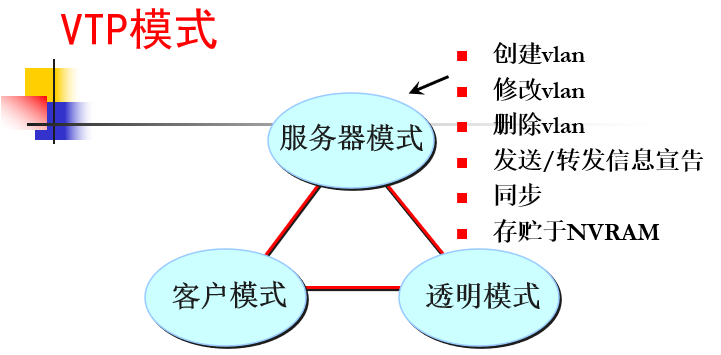 VTP模式
创建vlan
修改vlan
删除vlan
发送/转发信息宣告
同步
存贮于NVRAM
服务器模式
客户模式
透明模式